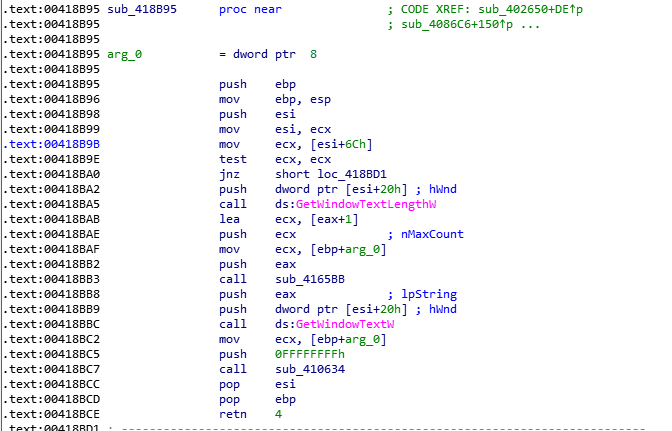 .text:00418B95 sub_418B95 proc near ; CODE XREF: sub_402650+DE↑p
.text:00418B95 ; sub_4086C6+150↑p ...
.text:00418B95
.text:00418B95 arg_0 = dword ptr 8
.text:00418B95
.text:00418B95 push ebp
.text:00418B96 mov ebp, esp
.text:00418B98 push esi
.text:00418B99 mov esi, ecx
.text:00418B9B mov ecx, [esi+6Ch]
.text:00418B9E test ecx, ecx
.text:00418BA0 jnz short loc_418BD1
.text:00418BA2 push dword ptr [esi+20h] ; hWnd
.text:00418BA5 call ds:GetWindowTextLengthW
.text:00418BAB lea ecx, [eax+1]
.text:00418BAE push ecx ; nMaxCount
.text:00418BAF mov ecx, [ebp+arg_0]
.text:00418BB2 push eax
.text:00418BB3 call sub_4165BB
.text:00418BB8 push eax ; lpString
.text:00418BB9 push dword ptr [esi+20h] ; hWnd
.text:00418BBC call ds:GetWindowTextW
.text:00418BC2 mov ecx, [ebp+arg_0]
.text:00418BC5 push 0FFFFFFFFh
.text:00418BC7 call sub_410634
.text:00418BCC pop esi
.text:00418BCD pop ebp
.text:00418BCE retn 4
.text:00418BD1 ; ---------------------------------------------------------------------------